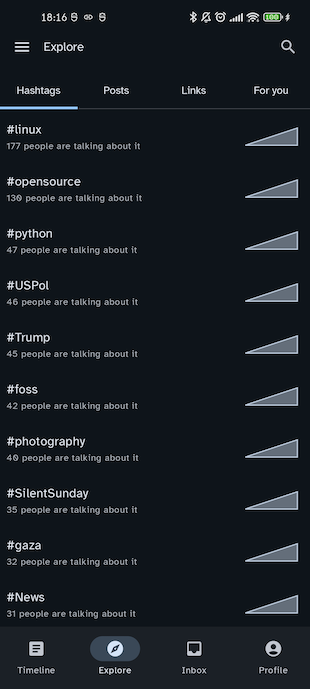 18:16
100
Explore
Hashtags Posts Links For you
#linux
177 people are talking about it
#opensource
130 people are talking about it
#python
47 people are talking about it
#USPol
46 people are talking about it
#Trump
45 people are talking about it
#foss
42 people are talking about it
#photography
40 people are talking about it
#SilentSunday
35 people are talking about it
#gaza
32 people are talking about it
#News
31 people are talking about it
Timeline Explore Inbox Profile